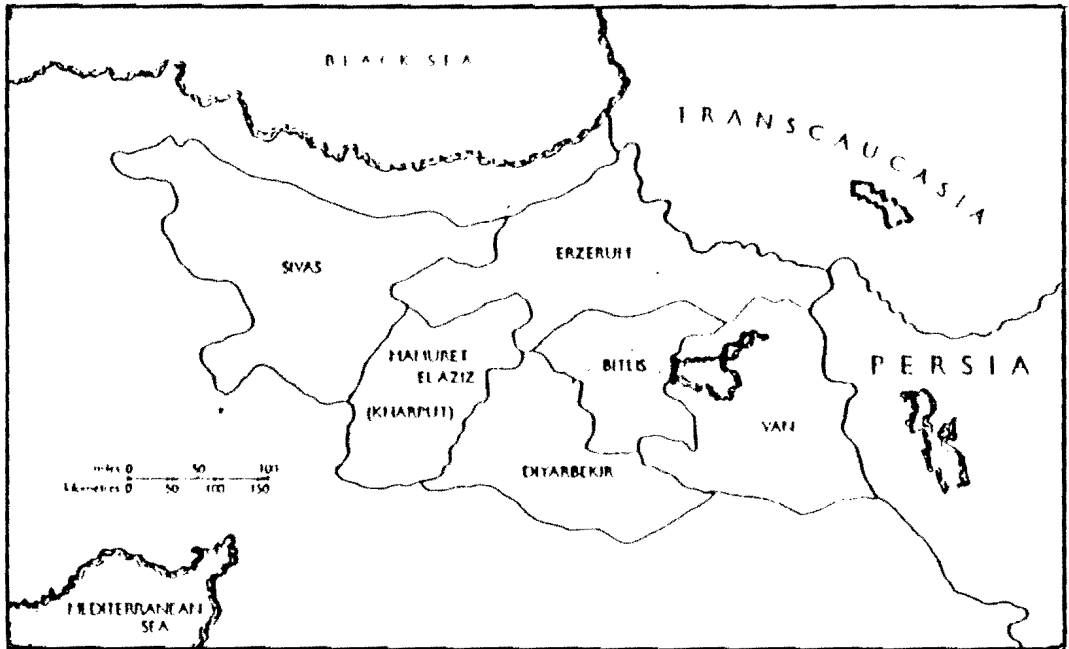 BLACK SEA
TRANSCAUCASIA
ERZERUM
SIVAS
MAMURET
EL AZIZ
(KHARPUT)
BITLIS
PERSIA
VAN
DIYARBEKIR
miles 0 50 100
kilometres 0 50 100 150
MEDITERRANEAN
SEA